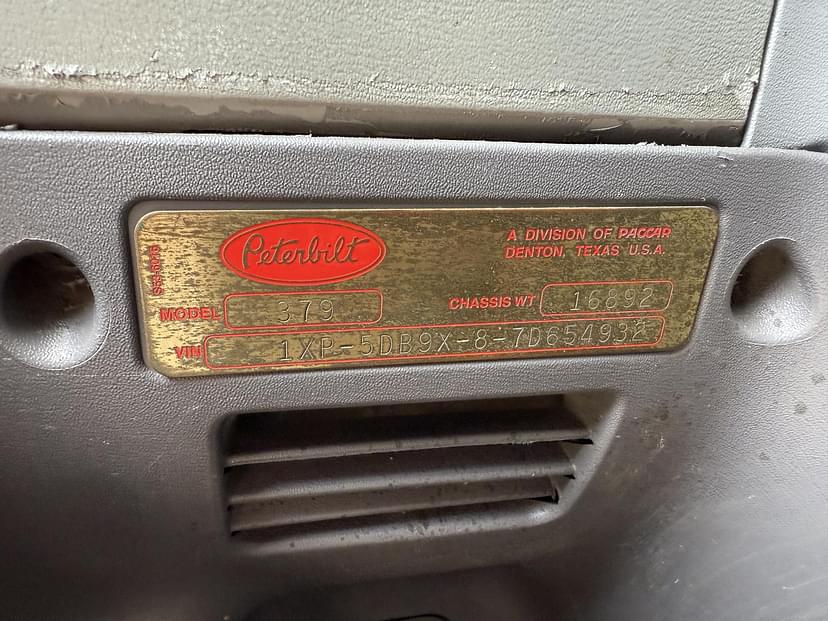 Peterbilt
A DIVISION OF PACCAR
DENTON, TEXAS U.S.A.
MODEL 379 CHASSIS WT 16892
VIN 1XP-5DB9X-8-7D654932